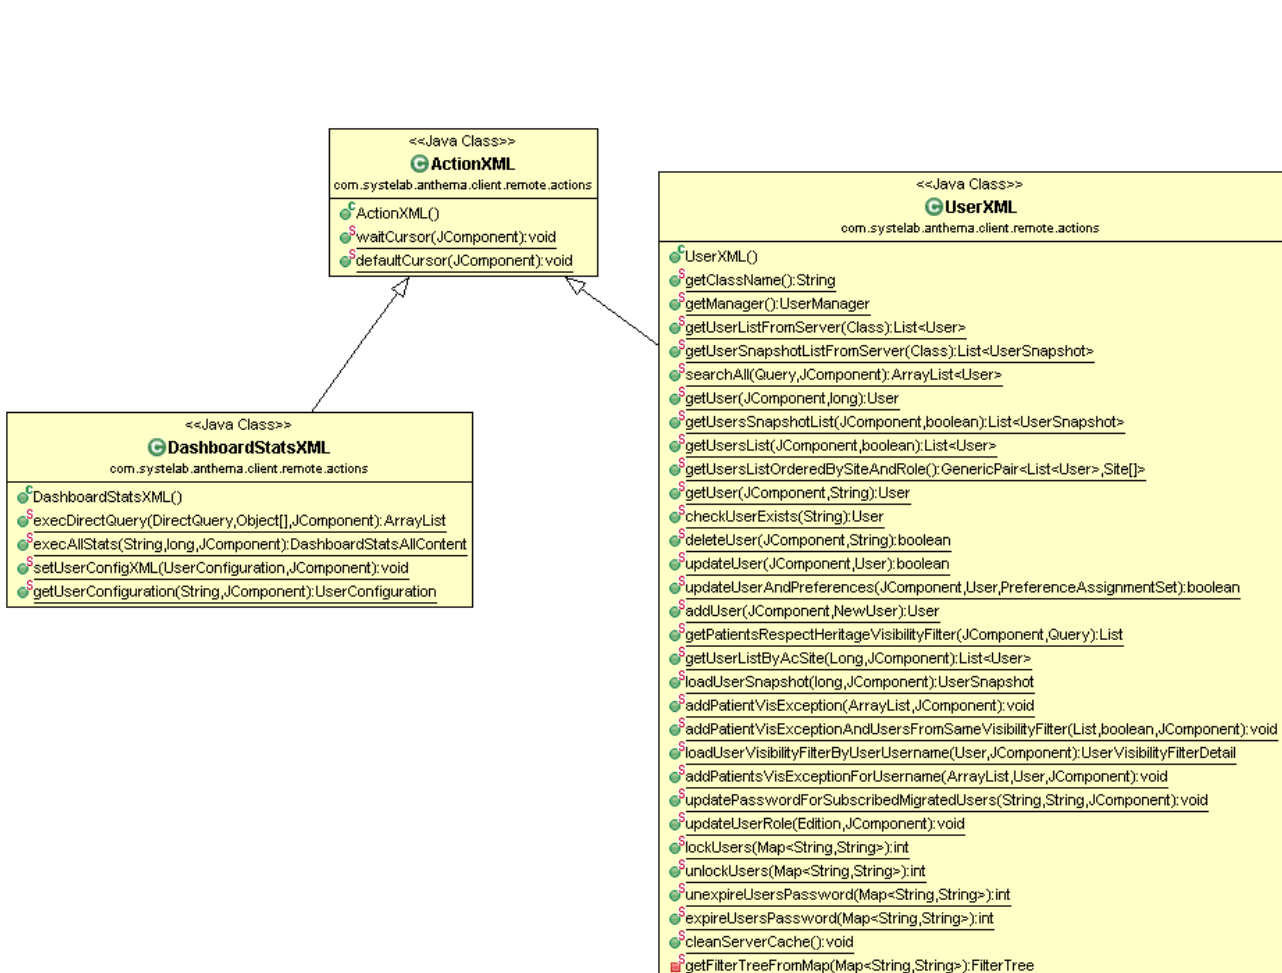 <<Java Class>>
ActionXML
com.systelab.anthema.client.remote.actions
ActionXML()
waitCursor(JComponent):void
defaultCursor(JComponent):void
<<Java Class>>
UserXML
com.systelab.anthema.client.remote.actions
UserXML()
getClassName():String
getManager():UserManager
getUserListFromServer(Class):List<User>
getUserSnapshotListFromServer(Class):List<UserSnapshot>
searchAll(Query,JComponent):ArrayList<User>
getUser(JComponent,long):User
getUsersSnapshotList(JComponent,boolean):List<UserSnapshot>
getUsersList(JComponent,boolean):List<User>
getUsersListOrderedBySiteAndRole():GenericPair<List<User>,Site[]>
getUser(JComponent,String):User
checkUserExists(String):User
deleteUser(JComponent,String):boolean
updateUser(JComponent,User):boolean
updateUserAndPreferences(JComponent,User,PreferenceAssignmentSet):boolean
addUser(JComponent,NewUser):User
getPatientsRespectHeritageVisibilityFilter(JComponent,Query):List
getUserListByAcSite(Long,JComponent):List<User>
loadUserSnapshot(long,JComponent):UserSnapshot
addPatientVisException(ArrayList,JComponent):void
addPatientVisExceptionAndUsersFromSameVisibilityFilter(List,boolean,JComponent):void
loadUserVisibilityFilterByUserUsername(User,JComponent):UserVisibilityFilterDetail
addPatientsVisExceptionForUsername(ArrayList,User,JComponent):void
updatePasswordForSubscribedMigratedUsers(String,String,JComponent):void
updateUserRole(Edition,JComponent):void
lockUsers(Map<String,String>):int
unlockUsers(Map<String,String>):int
unexpireUsersPassword(Map<String,String>):int
expireUsersPassword(Map<String,String>):int
cleanServerCache():void
getFilterTreeFromMap(Map<String,String>):FilterTree
<<Java Class>>
DashboardStatsXML
com.systelab.anthema.client.remote.actions
DashboardStatsXML()
execDirectQuery(DirectQuery,Object[],JComponent):ArrayList
execAllStats(String,long,JComponent):DashboardStatsAllContent
setUserConfigXML(UserConfiguration,JComponent):void
getUserConfiguration(String,JComponent):UserConfiguration